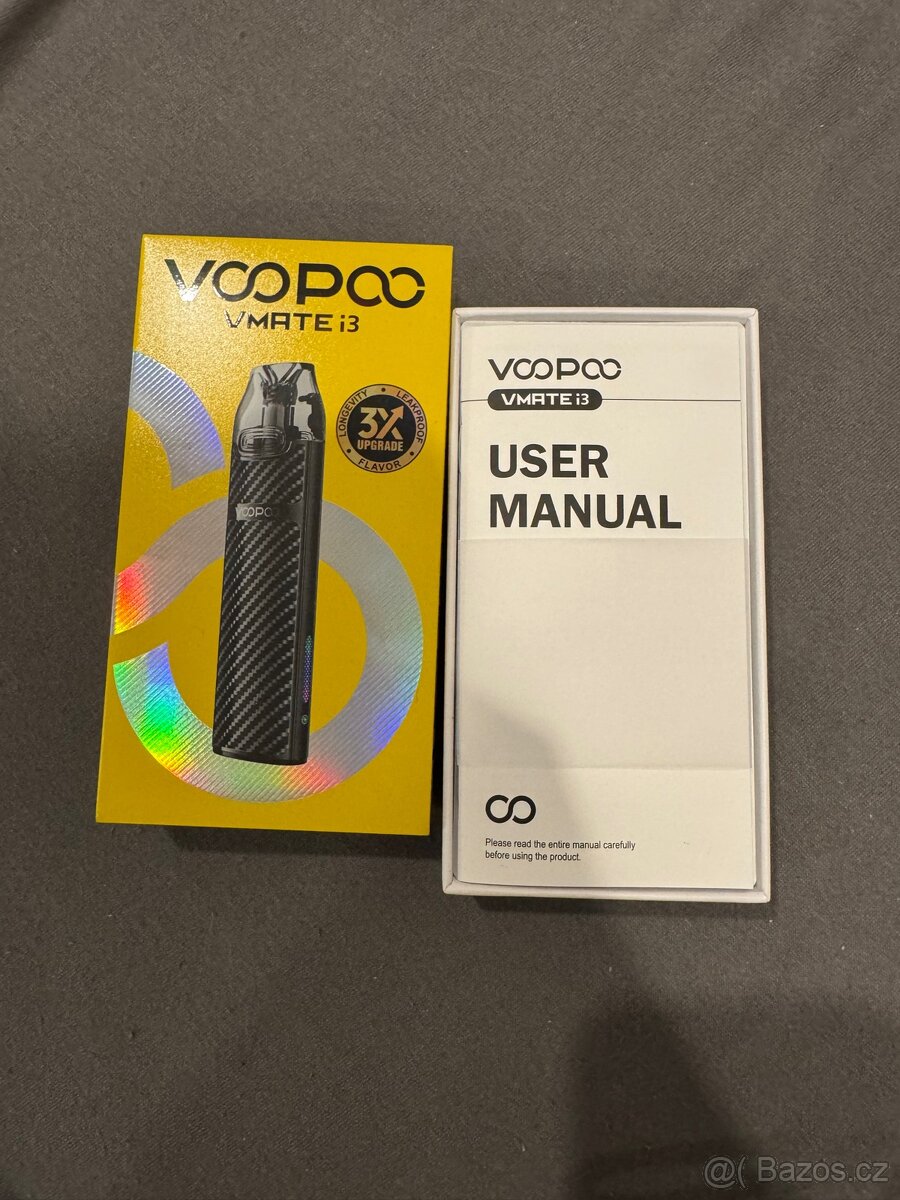 VOOPOO
VMATE i3
LONGEVITY • LEAKPROOF • FLAVOR •
3X
UPGRADE
VOOPOO
VOOPOO
VMATE i3
USER
MANUAL
Please read the entire manual carefully
before using the product.
@( Bazoš.cz